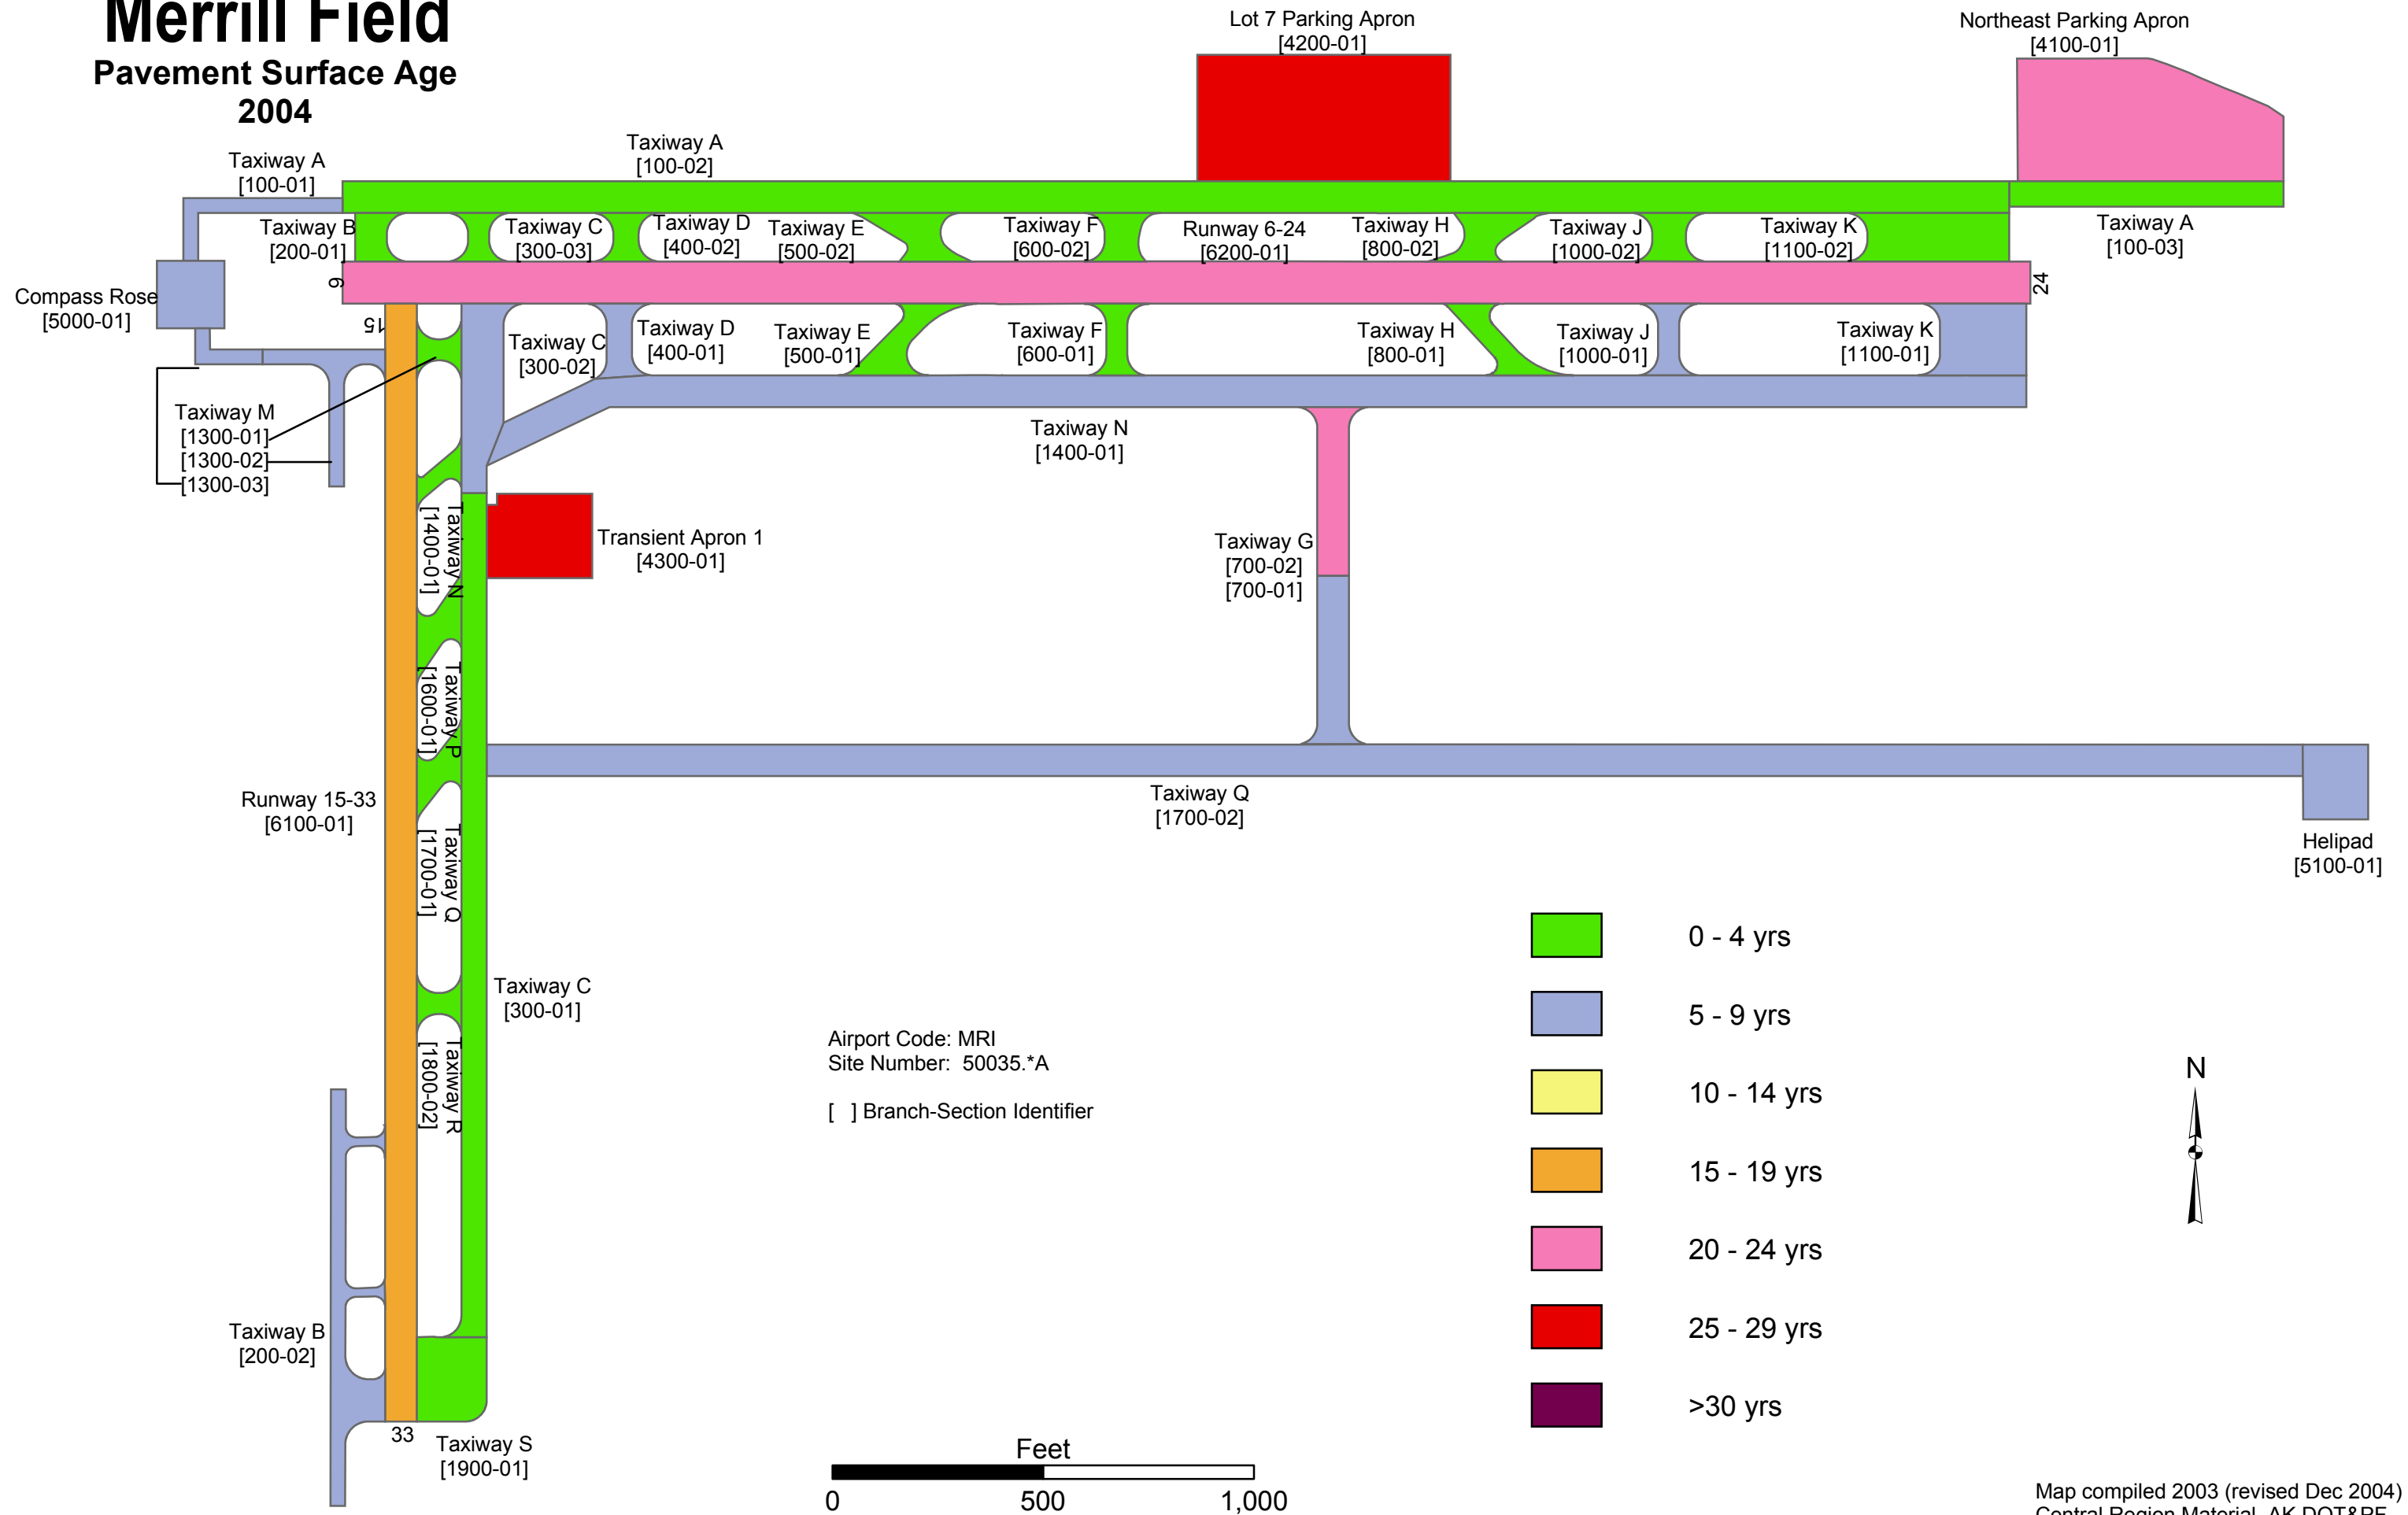 Merrill Field
Pavement Surface Age
2004
Lot 7 Parking Apron
[4200-01]
Northeast Parking Apron
[4100-01]
Taxiway A
[100-01]
Taxiway A
[100-02]
Taxiway B
[200-01]
Taxiway C
[300-03]
Taxiway D
[400-02]
Taxiway E
[500-02]
Taxiway F
[600-02]
Runway 6-24
[6200-01]
Taxiway H
[800-02]
Taxiway J
[1000-02]
Taxiway K
[1100-02]
Taxiway A
[100-03]
6
24
Compass Rose
[5000-01]
15
Taxiway C
[300-02]
Taxiway D
[400-01]
Taxiway E
[500-01]
Taxiway F
[600-01]
Taxiway H
[800-01]
Taxiway J
[1000-01]
Taxiway K
[1100-01]
Taxiway M
[1300-01]
[1300-02]
[1300-03]
Taxiway N
[1400-01]
Taxiway N
[1400-01]
Transient Apron 1
[4300-01]
Taxiway G
[700-02]
[700-01]
Taxiway P
[1600-01]
Runway 15-33
[6100-01]
Taxiway Q
[1700-01]
Taxiway Q
[1700-02]
Helipad
[5100-01]
Taxiway C
[300-01]
Taxiway R
[1800-02]
Airport Code: MRI
Site Number: 50035.*A
[ ] Branch-Section Identifier
0 - 4 yrs
5 - 9 yrs
10 - 14 yrs
15 - 19 yrs
20 - 24 yrs
25 - 29 yrs
>30 yrs
N
Taxiway B
[200-02]
33
Taxiway S
[1900-01]
Feet
0 500 1,000
Map compiled 2003 (revised Dec 2004)
Central Region Material, AK DOT&PF